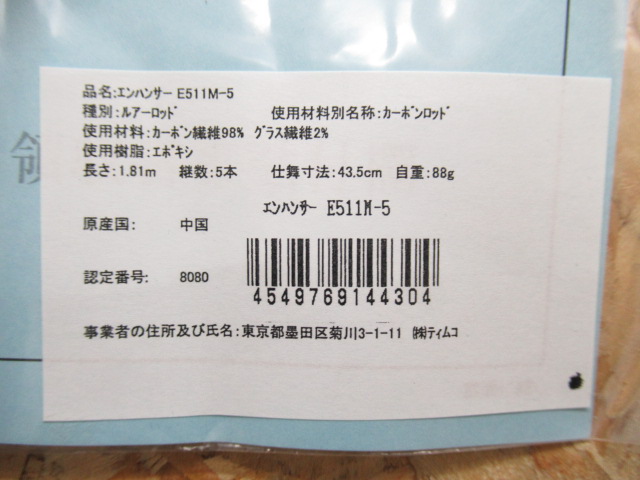 品名:エンハンサー E511M-5
種別:ルアーロッド 使用材料別名称:カーボンロッド
使用材料:カーボン繊維98% グラス繊維2%
使用樹脂:エポキシ
長さ:1.81m 継数:5本 仕舞寸法:43.5cm 自重:88g
エンハンサー E511M-5
原産国: 中国
認定番号: 8080
4549769144304
事業者の住所及び氏名:東京都墨田区菊川3-1-11 ㈱ティムコ